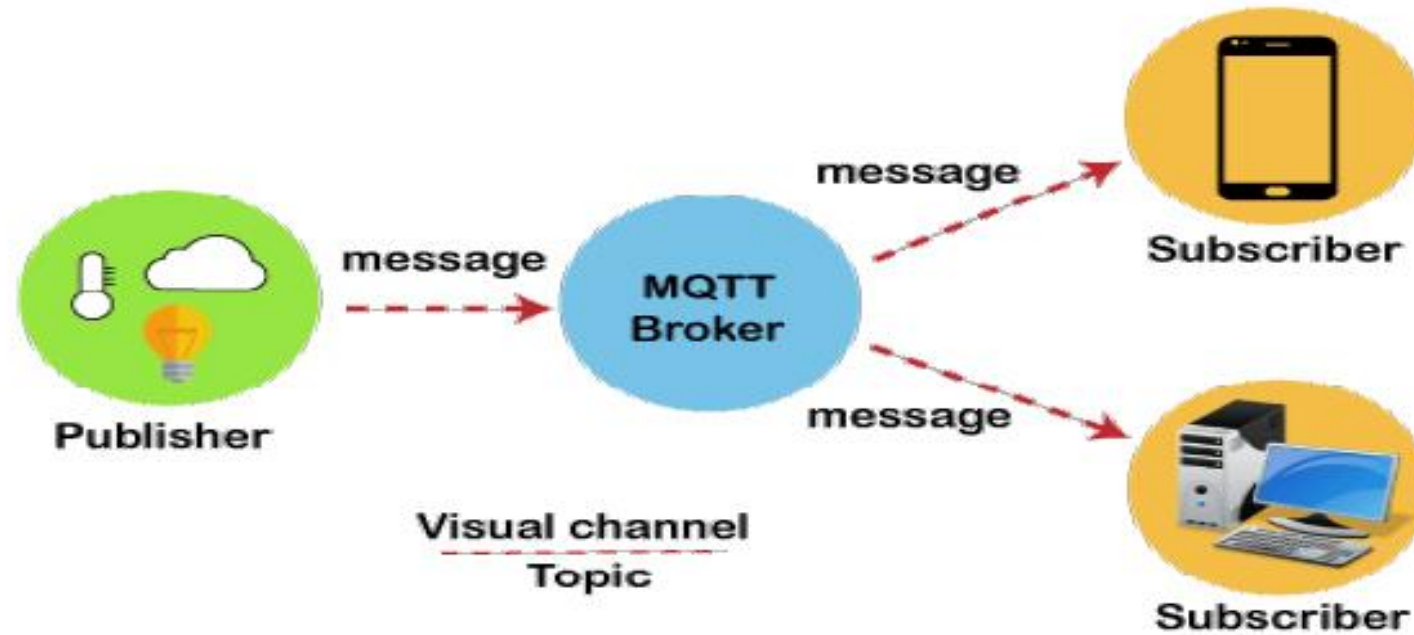 message
Subscriber
message
MQTT
Broker
Publisher
message
Visual channel
Topic
Subscriber